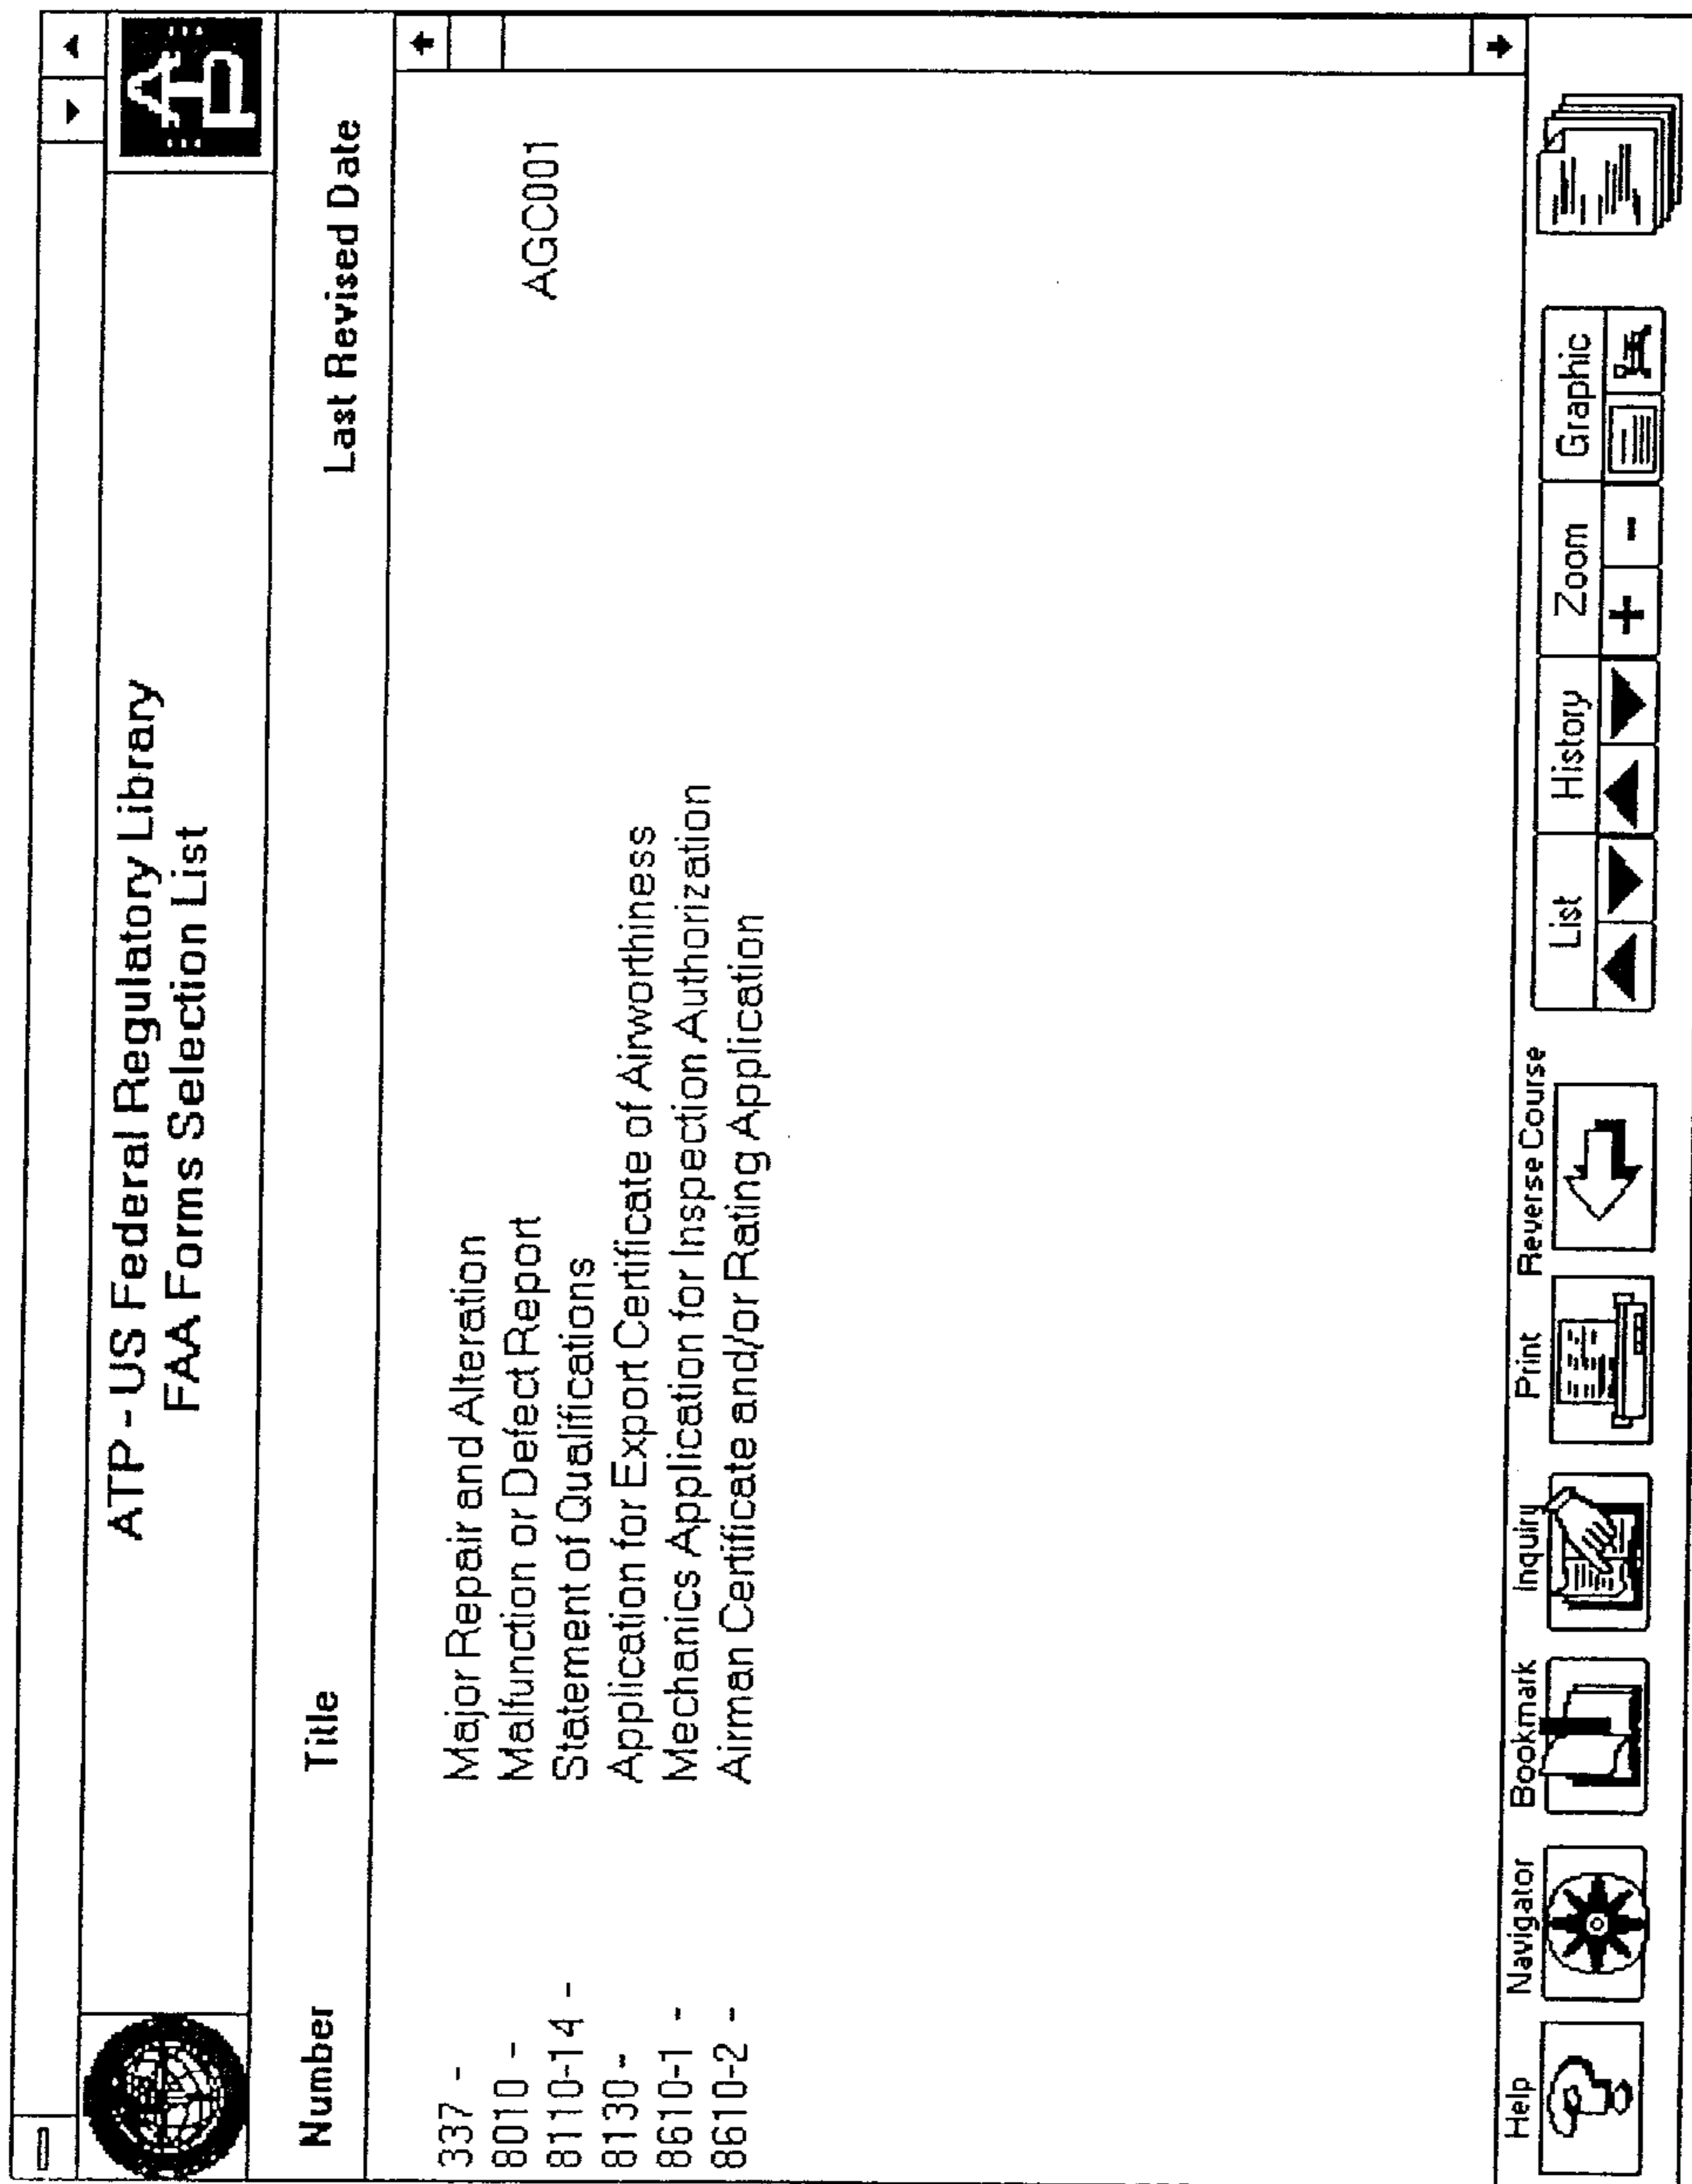 ATP - US Federal Regulatory Library
FAA Forms Selection List
AP
Number Title Last Revised Date
337 - Major Repair and Alteration
8010 - Malfunction or Defect Report AGC001
8110-14 - Statement of Qualifications
8130 - Application for Export Certificate of Airworthiness
8610-1 - Mechanics Application for Inspection Authorization
8610-2 - Airman Certificate and/or Rating Application
Help Navigator Bookmark Inquiry Print Reverse Course List History Zoom Graphic
+ -